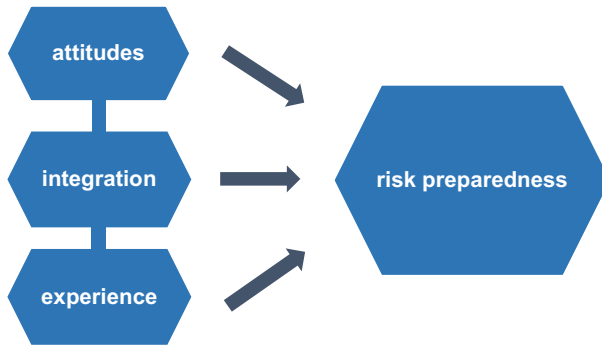 attitudes
integration
risk preparedness
experience